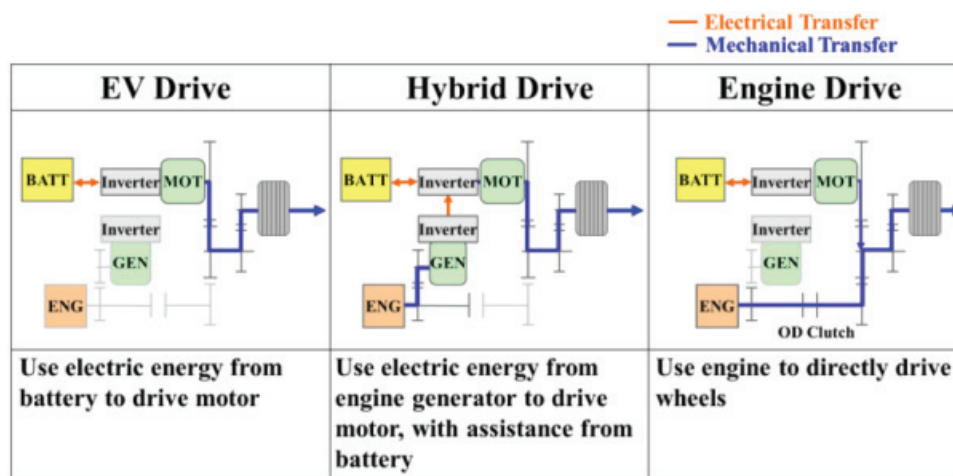 Electrical Transfer
Mechanical Transfer
EV Drive
Hybrid Drive
Engine Drive
BATT
Inverter
MOT
Inverter
GEN
ENG
BATT
Inverter
MOT
Inverter
GEN
ENG
BATT
Inverter
MOT
Inverter
GEN
ENG
OD Clutch
Use electric energy from
battery to drive motor
Use electric energy from
engine generator to drive
motor, with assistance from
battery
Use engine to directly drive
wheels